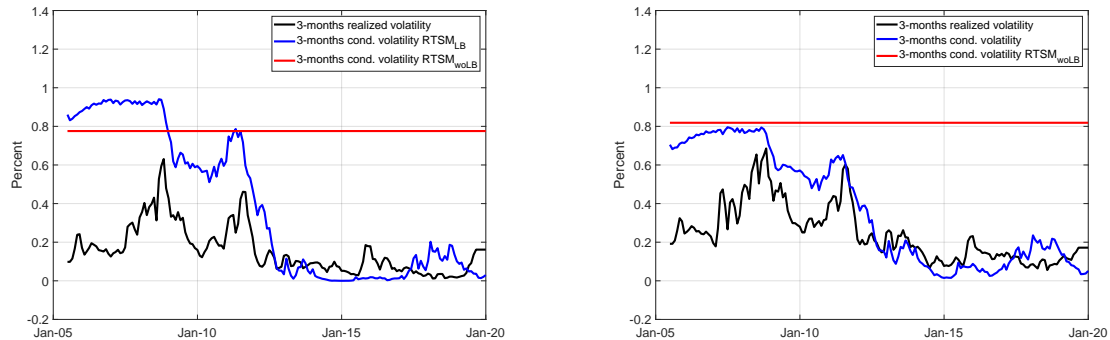 1.4
1.2
1
0.8
0.6
0.4
0.2
0
-0.2
Percent
Jan-05
Jan-10
Jan-15
Jan-20
3-months realized volatility
3-months cond. volatility RTSM_LB
3-months cond. volatility RTSM_woLB
1.4
1.2
1
0.8
0.6
0.4
0.2
0
-0.2
Percent
Jan-05
Jan-10
Jan-15
Jan-20
3-months realized volatility
3-months cond. volatility
3-months cond. volatility RTSM_woLB